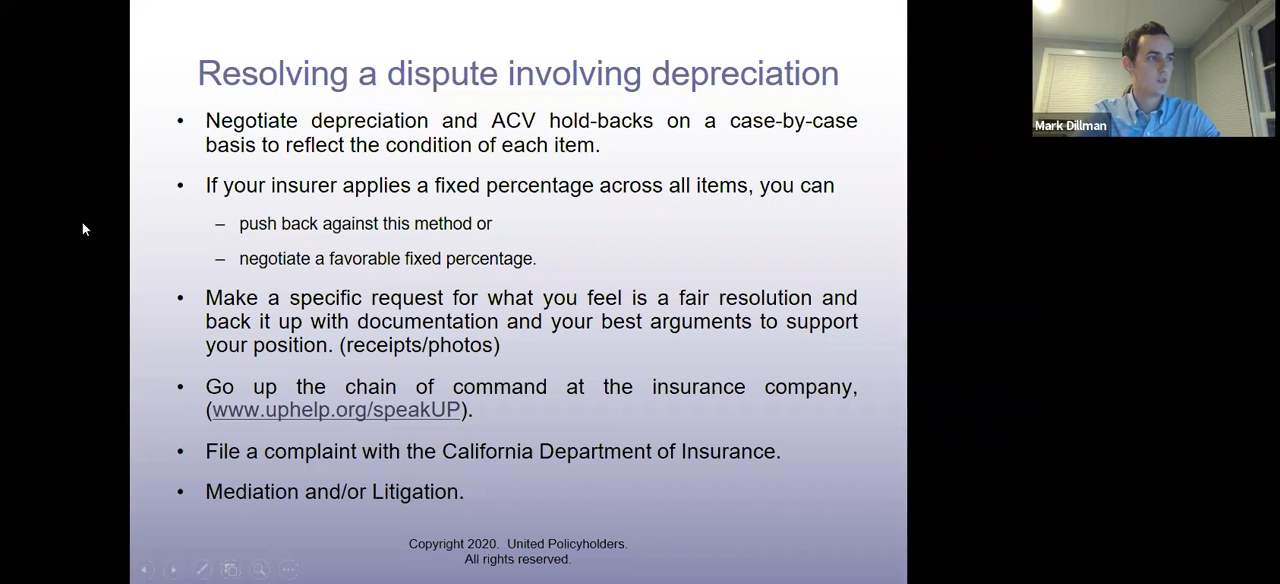 Resolving a dispute involving depreciation
• Negotiate depreciation and ACV hold-backs on a case-by-case
basis to reflect the condition of each item.
• If your insurer applies a fixed percentage across all items, you can
– push back against this method or
– negotiate a favorable fixed percentage.
• Make a specific request for what you feel is a fair resolution and
back it up with documentation and your best arguments to support
your position. (receipts/photos)
• Go up the chain of command at the insurance company,
(www.uphelp.org/speakUP).
• File a complaint with the California Department of Insurance.
• Mediation and/or Litigation.
Copyright 2020. United Policyholders.
All rights reserved.
Mark Dillman